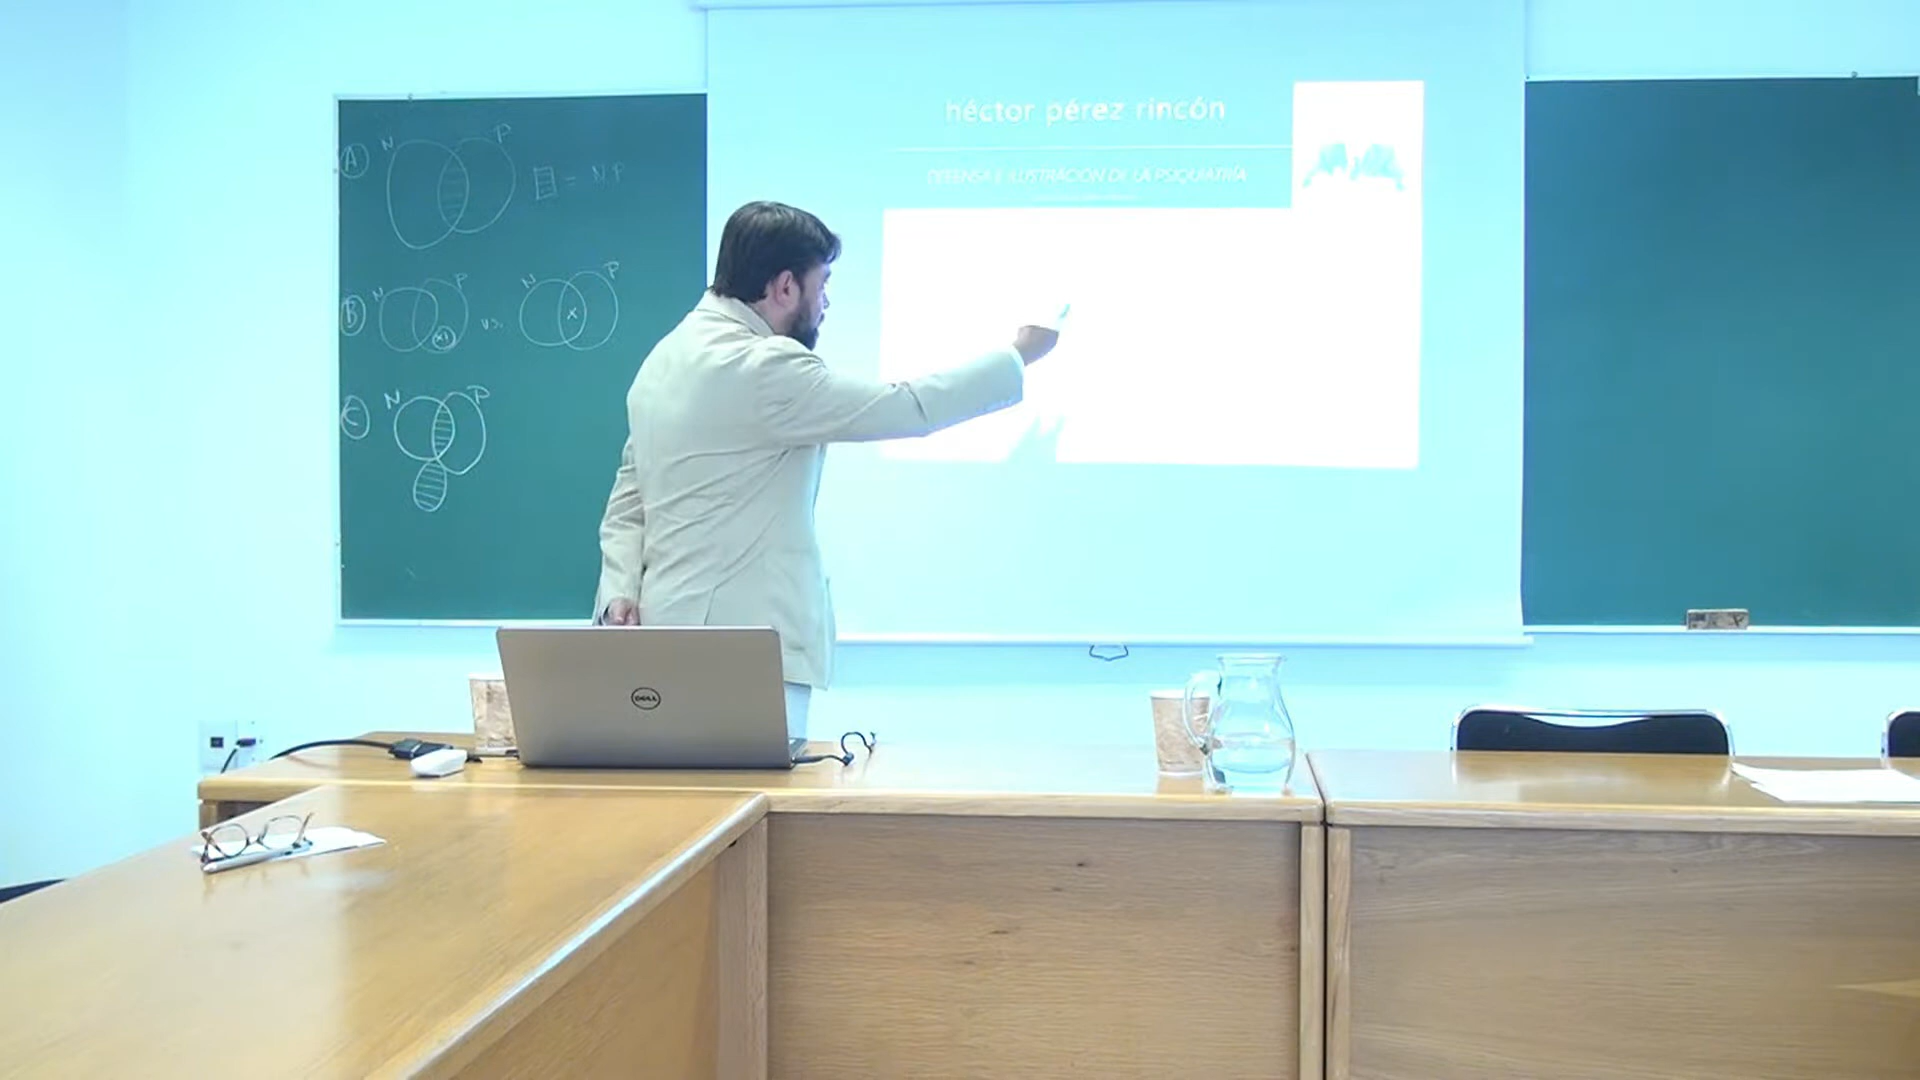 héctor pérez rincón
DEFENSA E ILUSTRACIÓN DE LA PSIQUIATRÍA
A N P = N.P
B N P vs. N P x
C N P
DELL